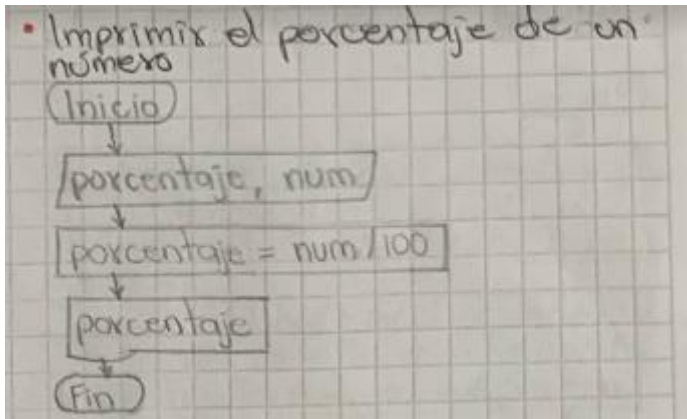 • Imprimir el porcentaje de un
número
Inicio
porcentaje, num
porcentaje = num/100
porcentaje
Fin